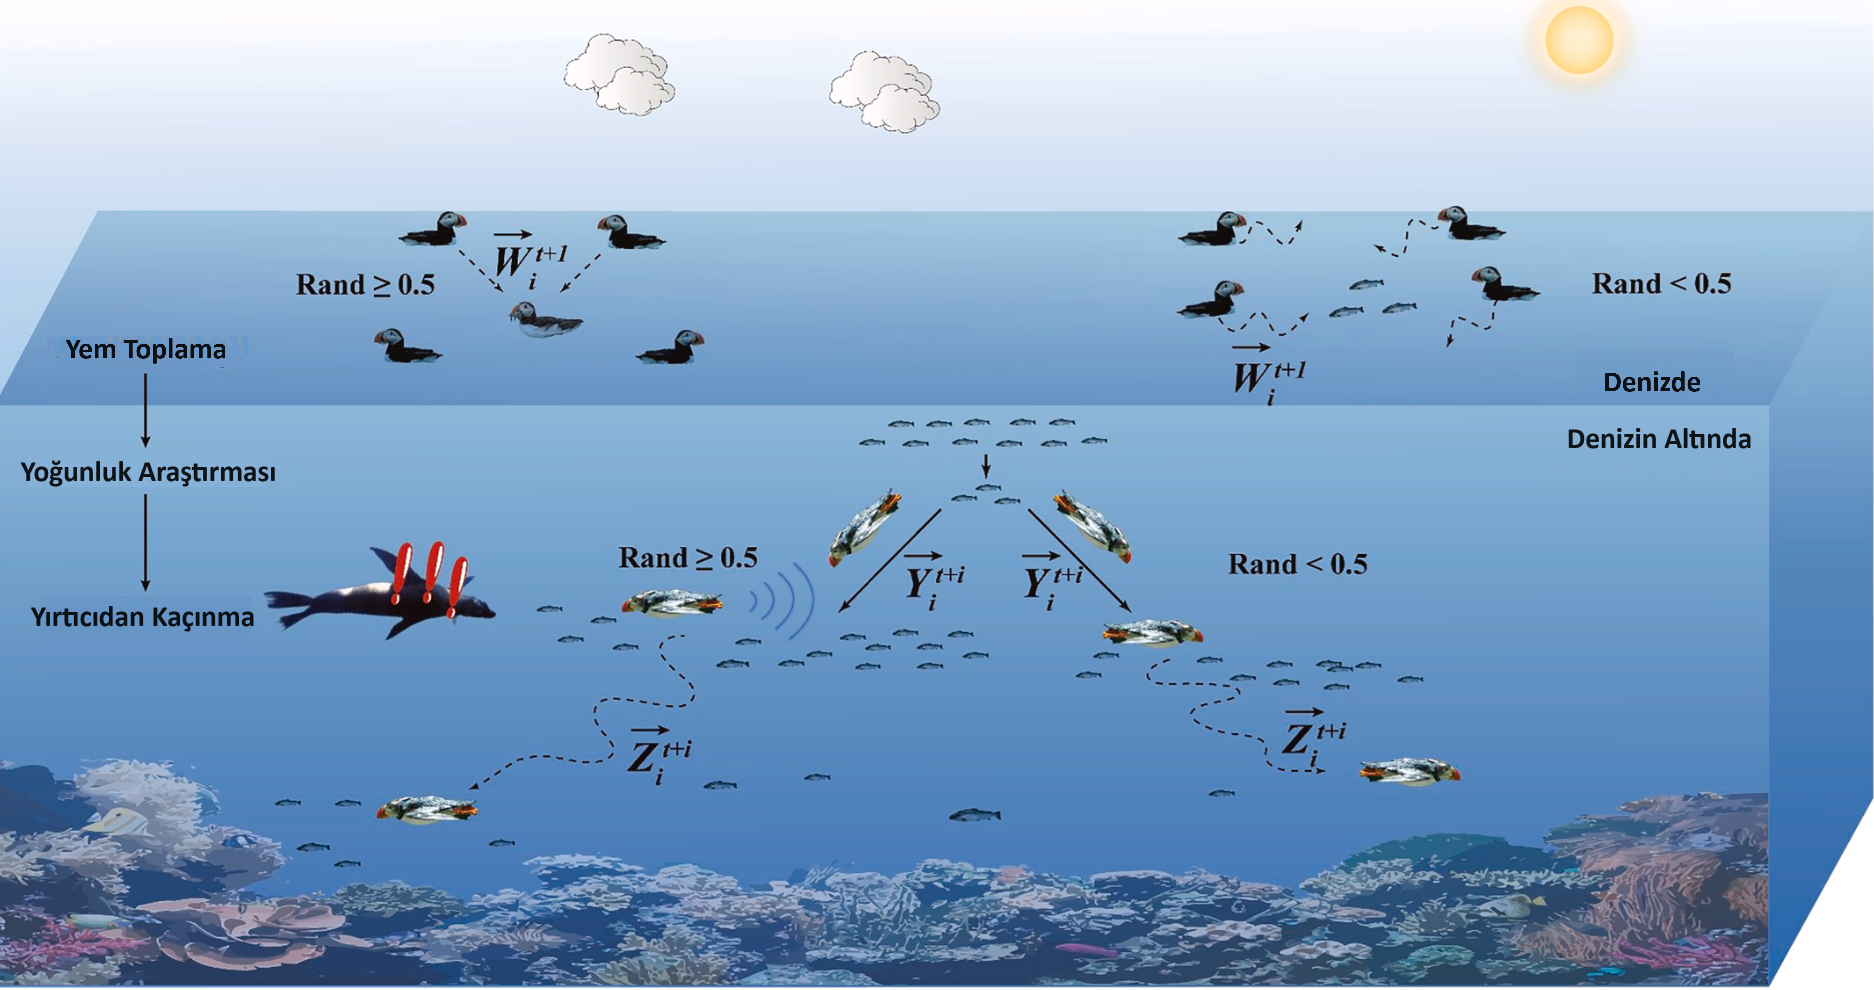 W_i^{t+1}
Rand ≥ 0.5
Rand < 0.5
Yem Toplama
W_i^{t+1}
Denizde
Denizin Altında
Yoğunluk Araştırması
Rand ≥ 0.5
Y_i^{t+i}
Y_i^{t+i}
Rand < 0.5
Yırtıcıdan Kaçınma
Z_i^{t+i}
Z_i^{t+i}